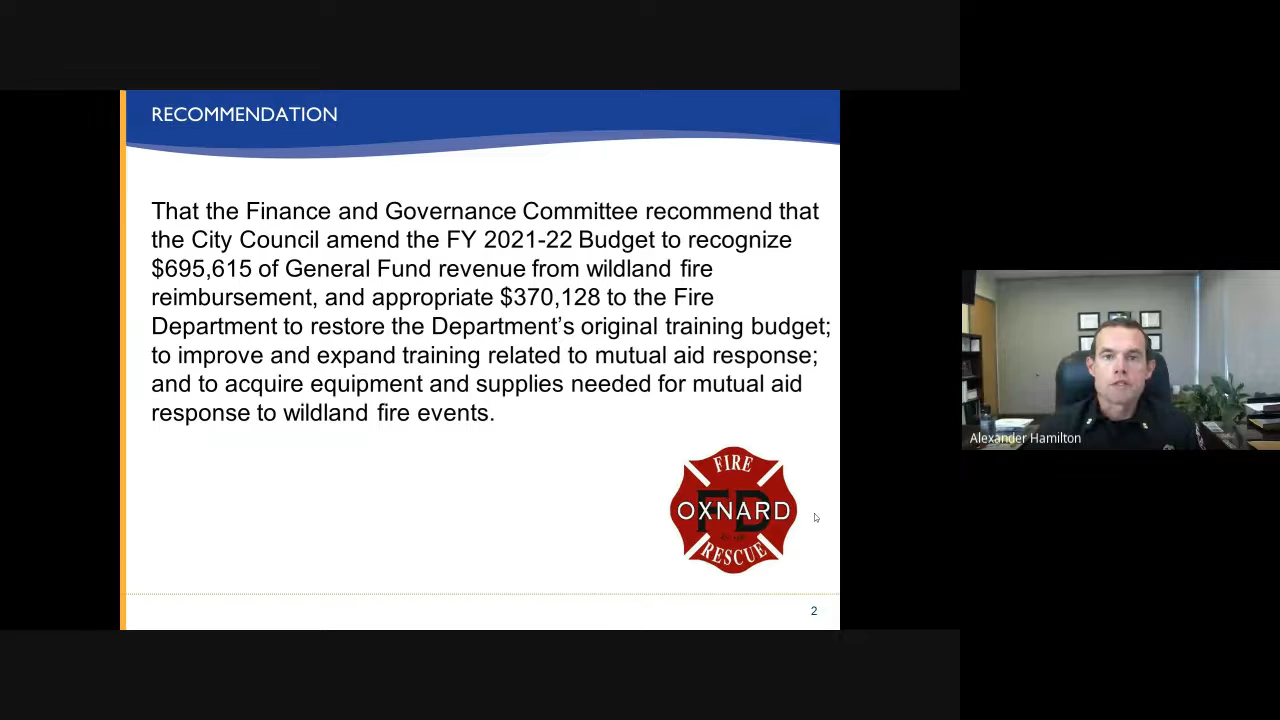 RECOMMENDATION
That the Finance and Governance Committee recommend that
the City Council amend the FY 2021-22 Budget to recognize
$695,615 of General Fund revenue from wildland fire
reimbursement, and appropriate $370,128 to the Fire
Department to restore the Department’s original training budget;
to improve and expand training related to mutual aid response;
and to acquire equipment and supplies needed for mutual aid
response to wildland fire events.
FIRE
FD
OXNARD
RESCUE
2
Alexander Hamilton